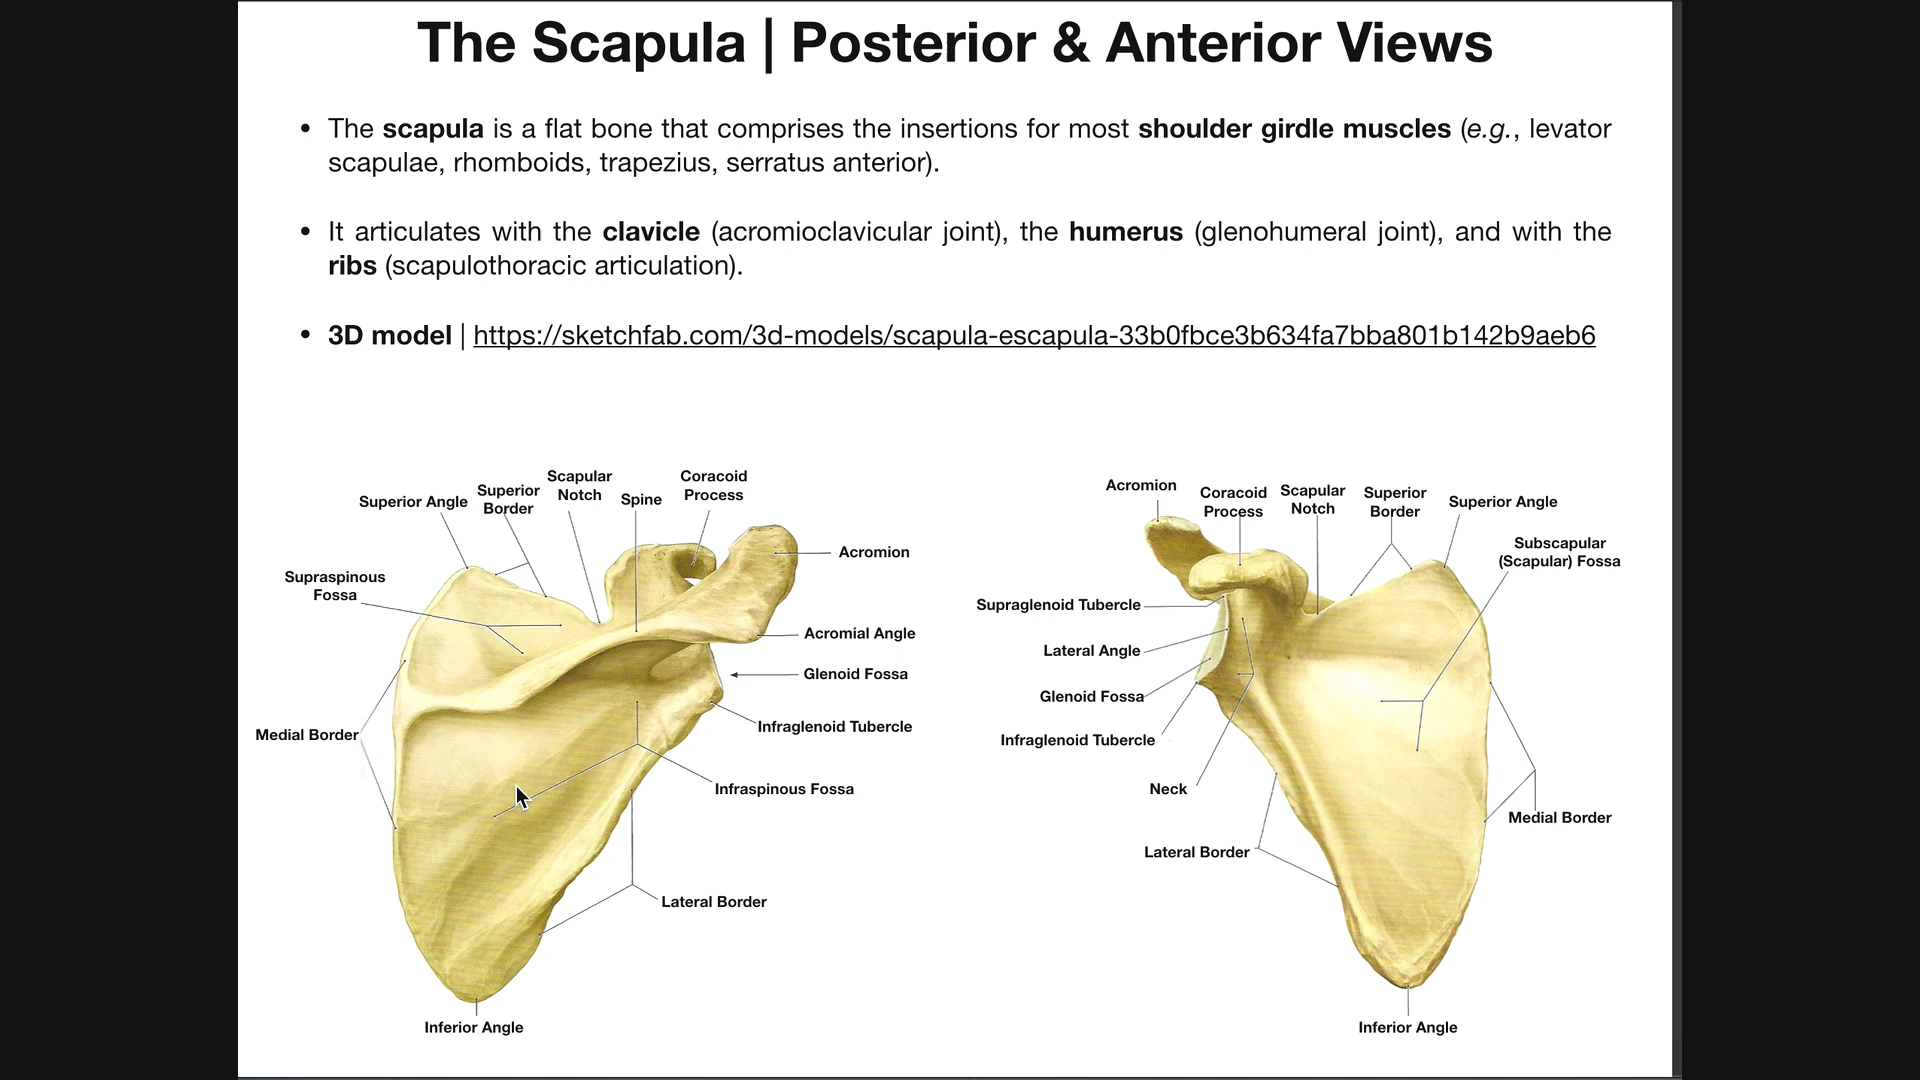 The Scapula | Posterior & Anterior Views
• The scapula is a flat bone that comprises the insertions for most shoulder girdle muscles (e.g., levator
scapulae, rhomboids, trapezius, serratus anterior).
• It articulates with the clavicle (acromioclavicular joint), the humerus (glenohumeral joint), and with the
ribs (scapulothoracic articulation).
• 3D model | https://sketchfab.com/3d-models/scapula-escapula-33b0fbce3b634fa7bba801b142b9aeb6
Superior Angle
Superior
Border
Scapular
Notch
Spine
Coracoid
Process
Acromion
Supraspinous
Fossa
Acromial Angle
Glenoid Fossa
Infraglenoid Tubercle
Medial Border
Infraspinous Fossa
Lateral Border
Inferior Angle
Acromion
Coracoid
Process
Scapular
Notch
Superior
Border
Superior Angle
Subscapular
(Scapular) Fossa
Supraglenoid Tubercle
Lateral Angle
Glenoid Fossa
Infraglenoid Tubercle
Neck
Medial Border
Lateral Border
Inferior Angle